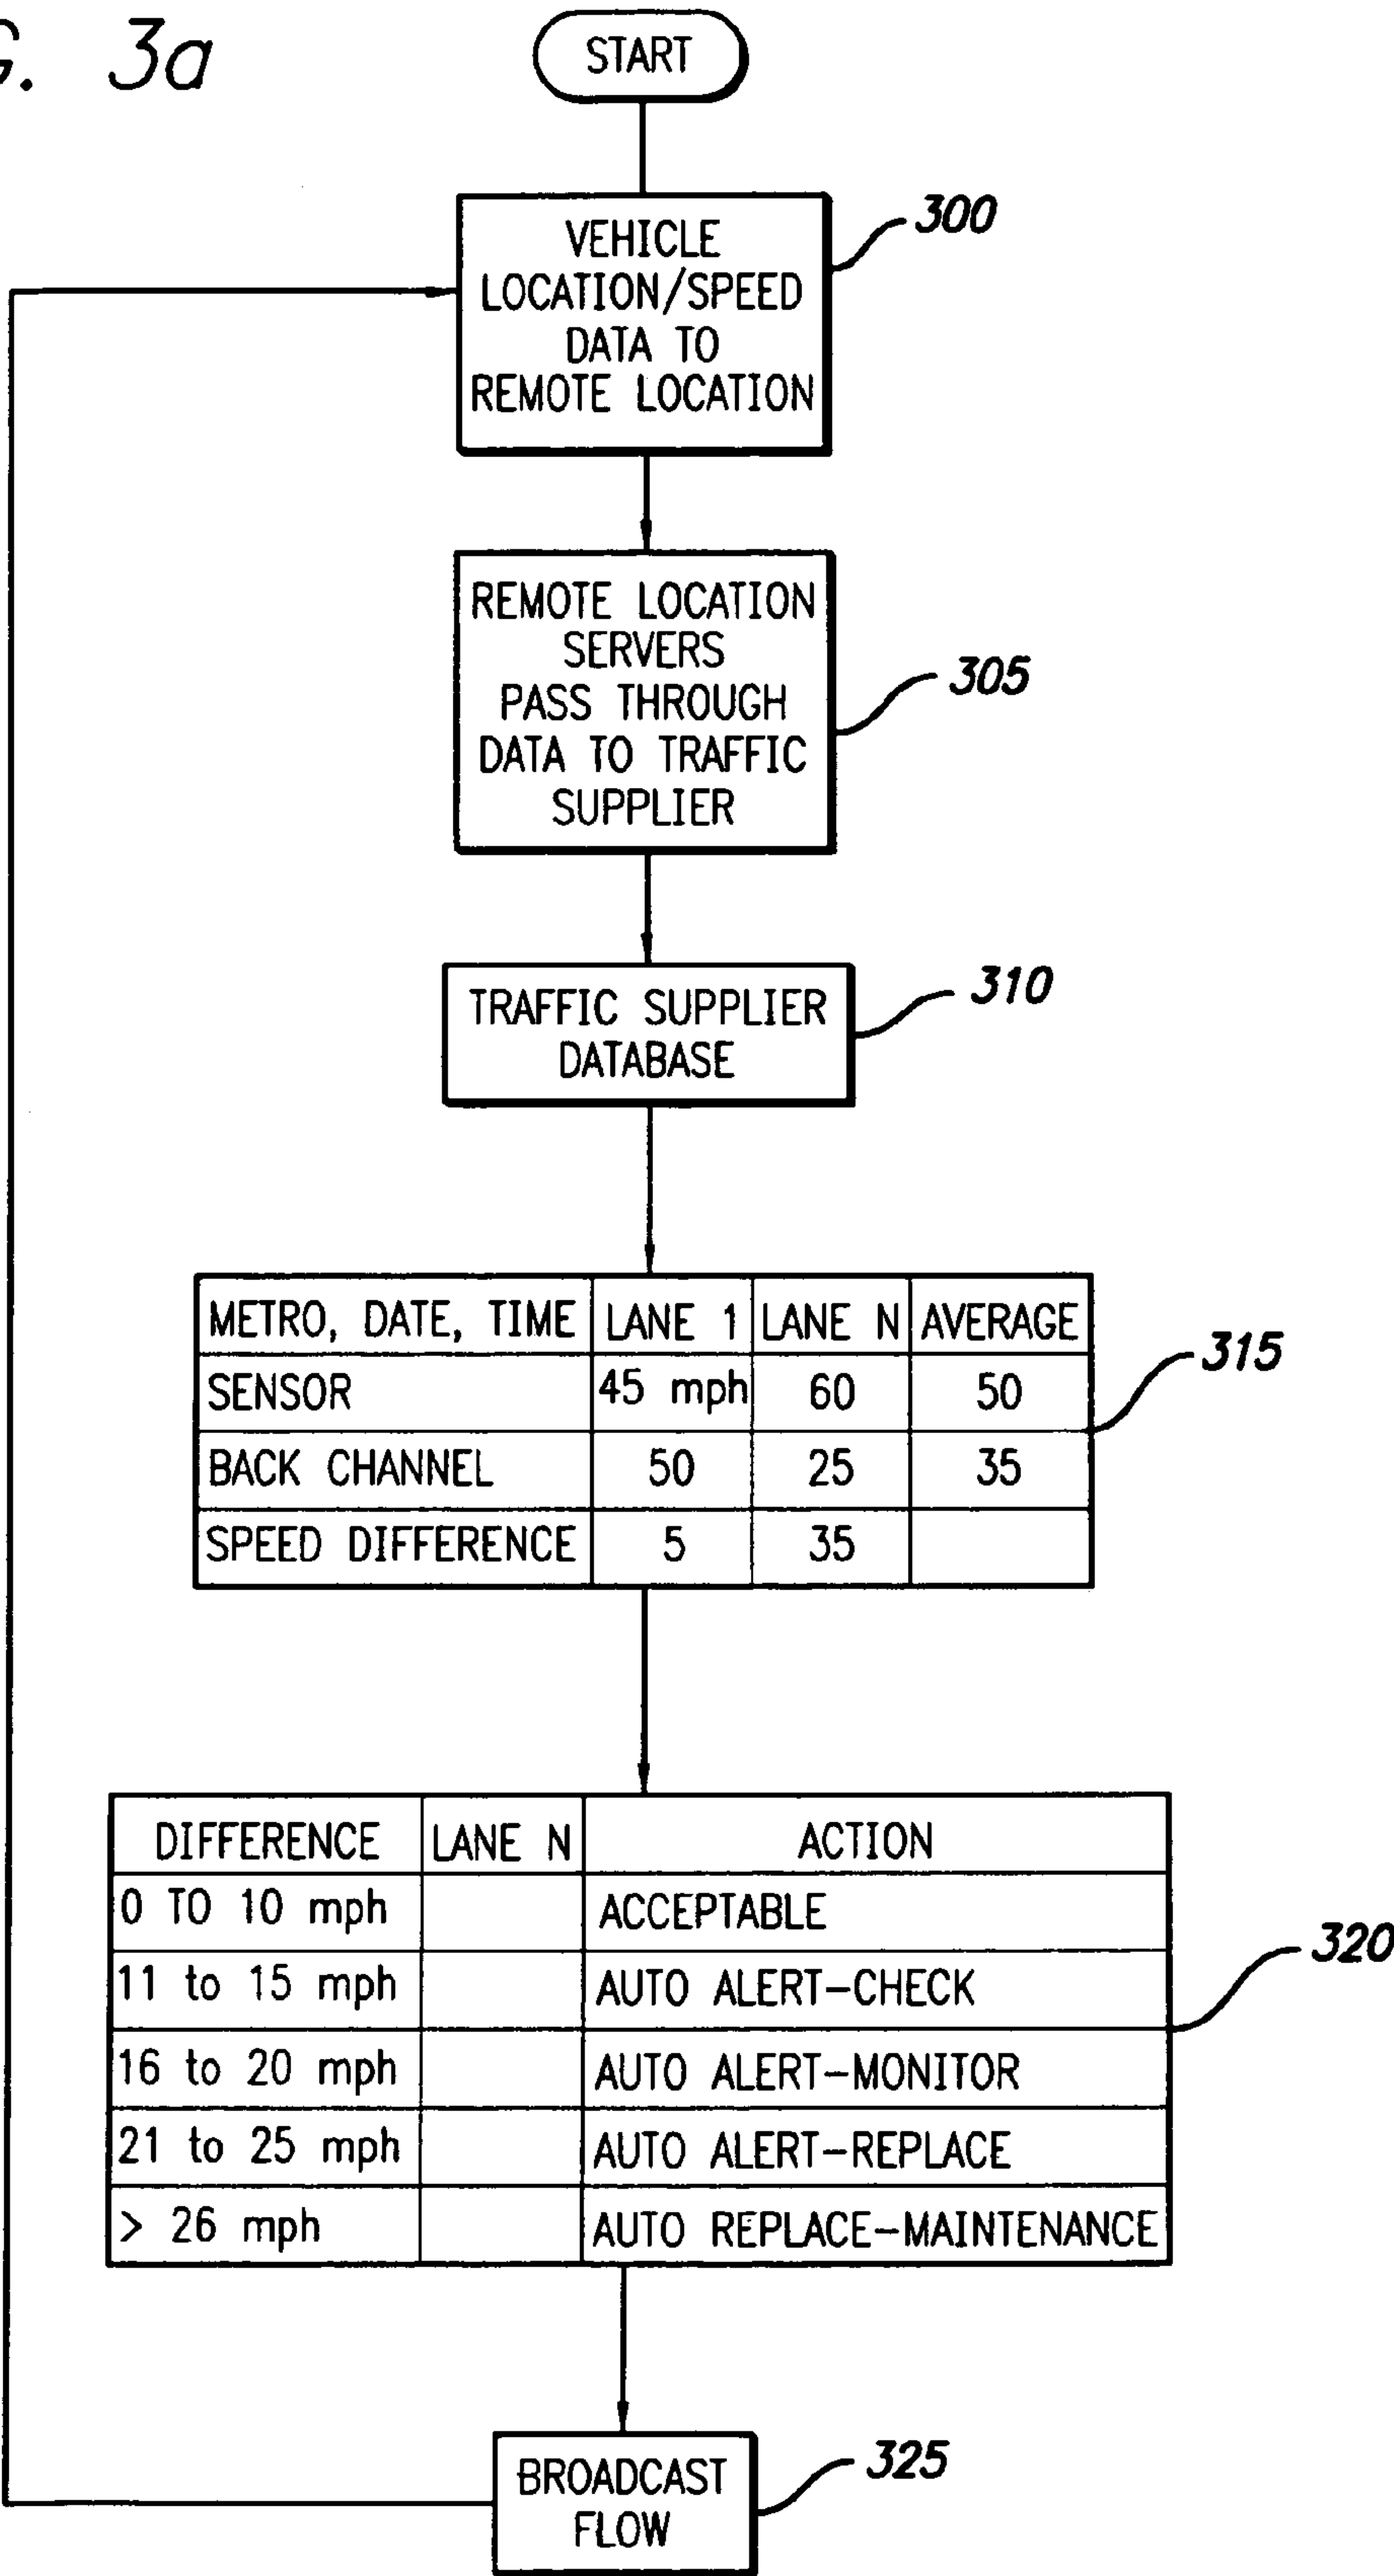 G. 3a
START
VEHICLE
LOCATION/SPEED
DATA TO
REMOTE LOCATION
300
REMOTE LOCATION
SERVERS
PASS THROUGH
DATA TO TRAFFIC
SUPPLIER
305
TRAFFIC SUPPLIER
DATABASE
310
METRO, DATE, TIME LANE 1 LANE N AVERAGE
SENSOR 45 mph 60 50
BACK CHANNEL 50 25 35
SPEED DIFFERENCE 5 35
315
DIFFERENCE LANE N ACTION
0 TO 10 mph ACCEPTABLE
11 to 15 mph AUTO ALERT-CHECK
16 to 20 mph AUTO ALERT-MONITOR
21 to 25 mph AUTO ALERT-REPLACE
> 26 mph AUTO REPLACE-MAINTENANCE
320
BROADCAST
FLOW
325